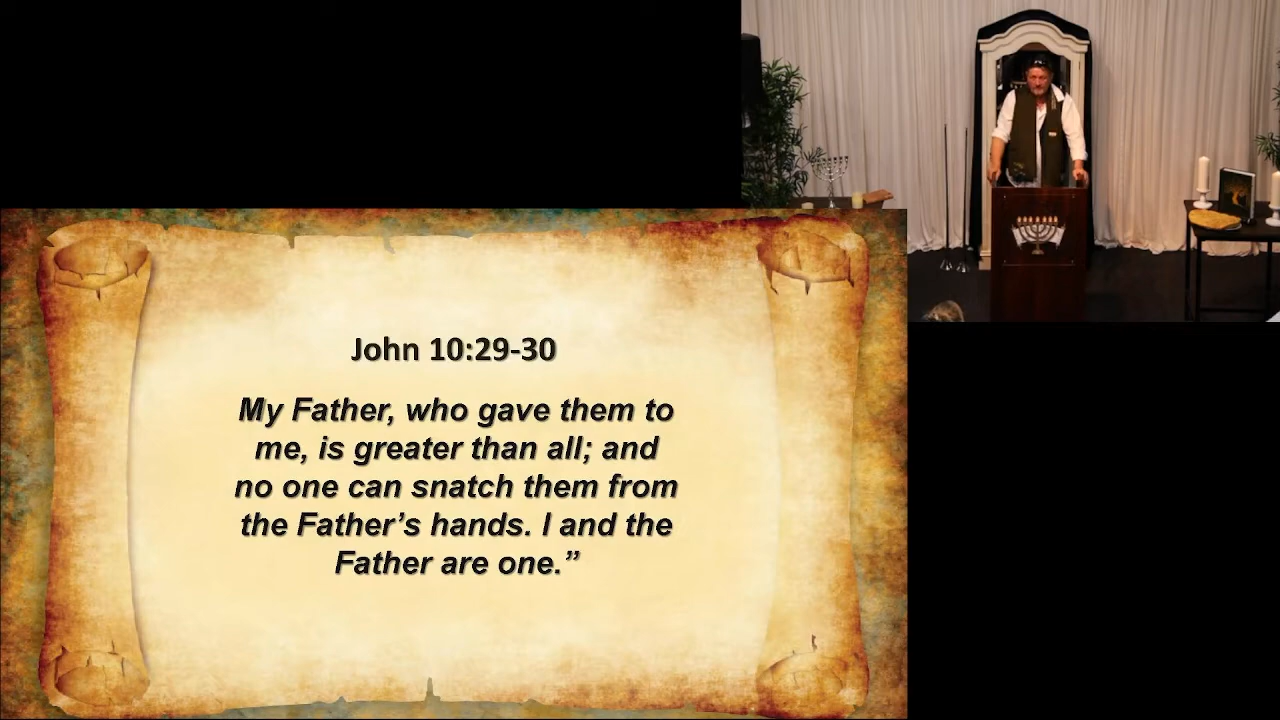 John 10:29-30
My Father, who gave them to
me, is greater than all; and
no one can snatch them from
the Father’s hands. I and the
Father are one.”